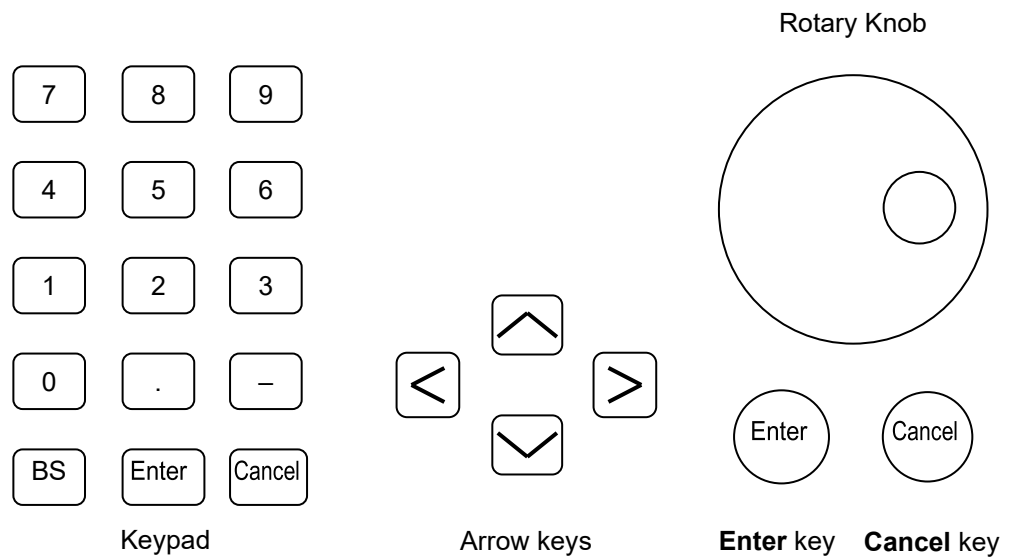 Rotary Knob
7 8 9
4 5 6
1 2 3
0 . –
BS Enter Cancel
Enter Cancel
Keypad
Arrow keys
Enter key Cancel key